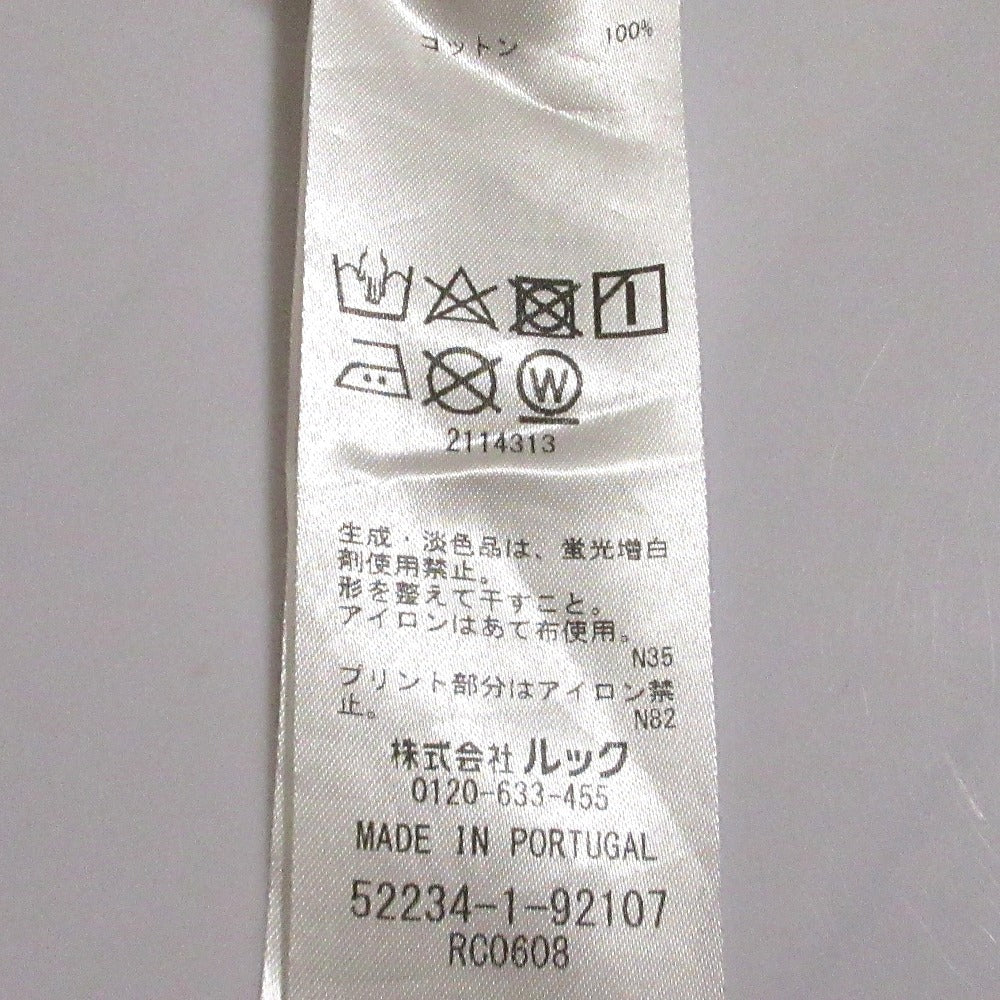 コットン 100%
W
2114313
生成・淡色品は、蛍光増白
剤使用禁止。
形を整えて干すこと。
アイロンはあて布使用。
N35
プリント部分はアイロン禁
止。
N82
株式会社 ルック
0120-633-455
MADE IN PORTUGAL
52234-1-92107
RC0608